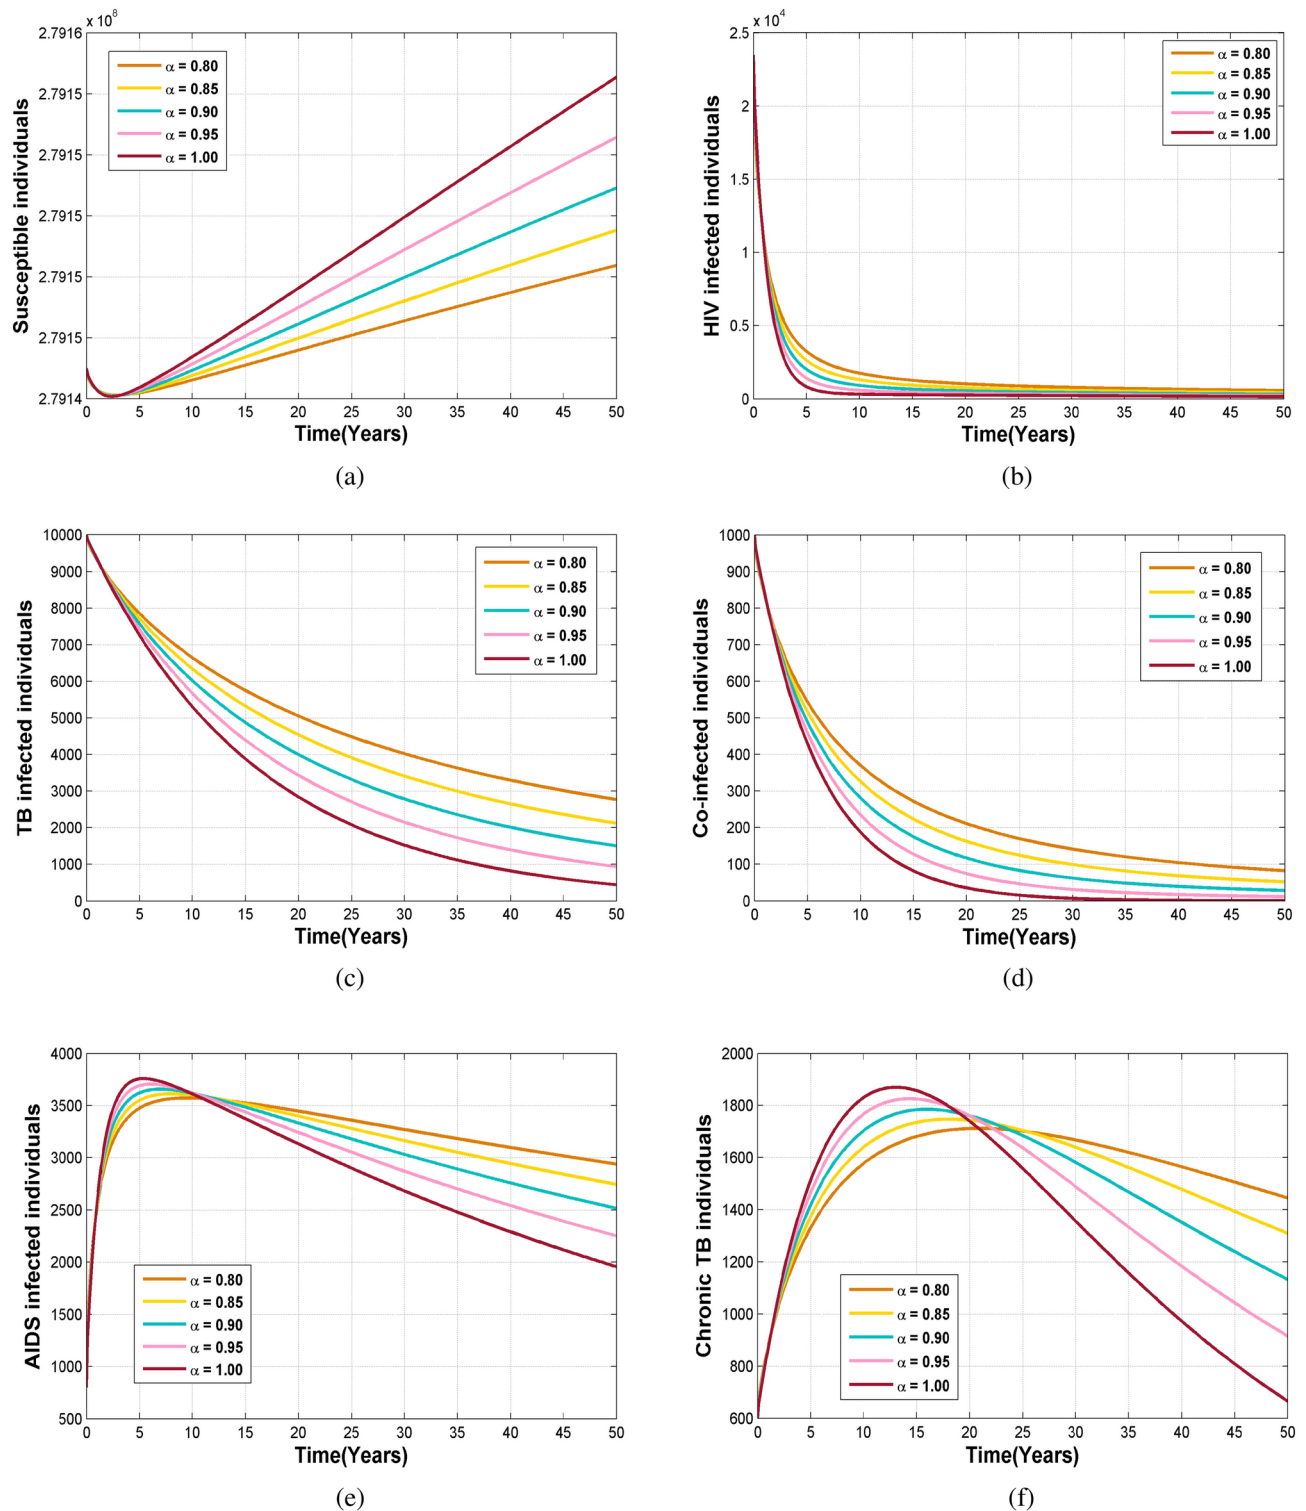 x 10^8
2.7916
2.7915
2.7915
2.7915
2.7915
2.7915
2.7914
Susceptible individuals
α = 0.80
α = 0.85
α = 0.90
α = 0.95
α = 1.00
0 5 10 15 20 25 30 35 40 45 50
Time(Years)
(a)
x 10^4
2.5
2
1.5
1
0.5
0
HIV infected individuals
α = 0.80
α = 0.85
α = 0.90
α = 0.95
α = 1.00
0 5 10 15 20 25 30 35 40 45 50
Time(Years)
(b)
10000
9000
8000
7000
6000
5000
4000
3000
2000
1000
0
TB infected individuals
α = 0.80
α = 0.85
α = 0.90
α = 0.95
α = 1.00
0 5 10 15 20 25 30 35 40 45 50
Time(Years)
(c)
1000
900
800
700
600
500
400
300
200
100
0
Co-infected individuals
α = 0.80
α = 0.85
α = 0.90
α = 0.95
α = 1.00
0 5 10 15 20 25 30 35 40 45 50
Time(Years)
(d)
4000
3500
3000
2500
2000
1500
1000
500
AIDS infected individuals
α = 0.80
α = 0.85
α = 0.90
α = 0.95
α = 1.00
0 5 10 15 20 25 30 35 40 45 50
Time(Years)
(e)
2000
1800
1600
1400
1200
1000
800
600
Chronic TB individuals
α = 0.80
α = 0.85
α = 0.90
α = 0.95
α = 1.00
0 5 10 15 20 25 30 35 40 45 50
Time(Years)
(f)